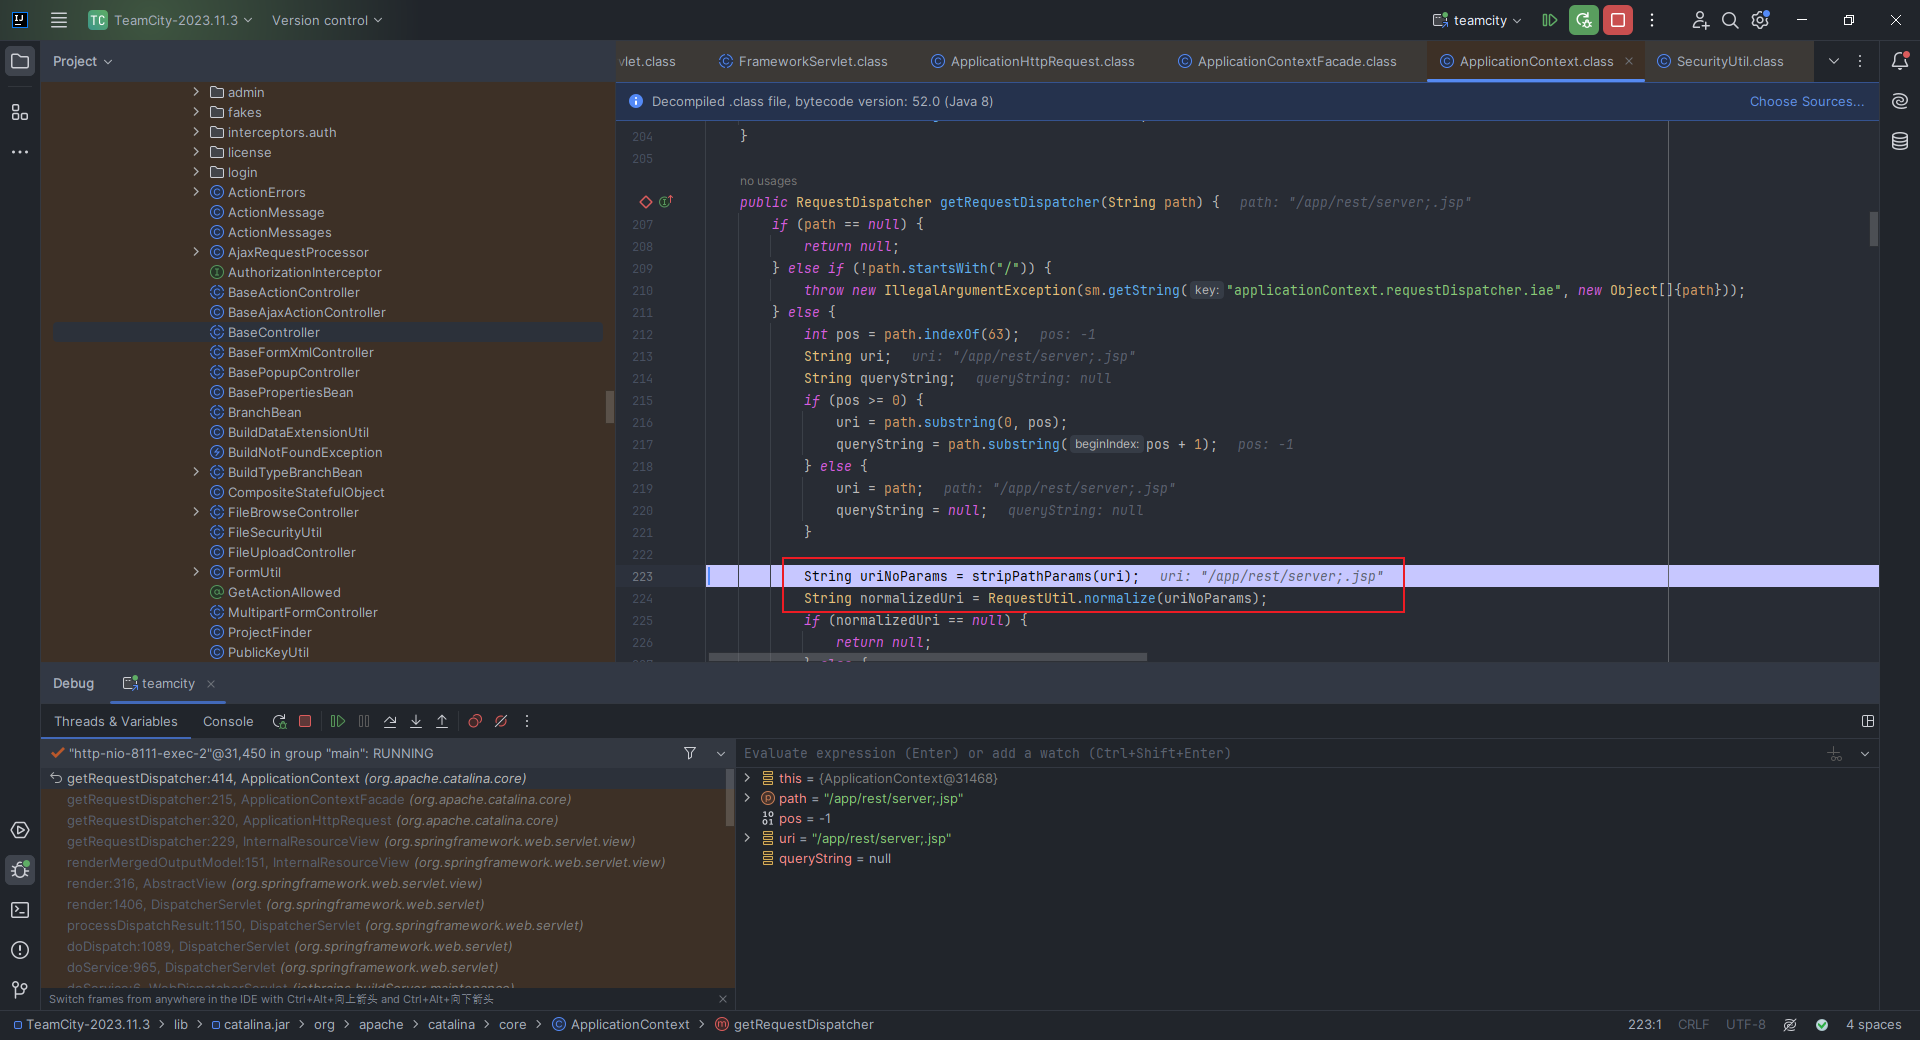 TC TeamCity-2023.11.3 Version control teamcity
Project
vlet.class FrameworkServlet.class ApplicationHttpRequest.class ApplicationContextFacade.class ApplicationContext.class SecurityUtil.class
Decompiled .class file, bytecode version: 52.0 (Java 8) Choose Sources...
admin
fakes
interceptors.auth
license
login
ActionErrors
ActionMessage
ActionMessages
AjaxRequestProcessor
AuthorizationInterceptor
BaseActionController
BaseAjaxActionController
BaseController
BaseFormXmlController
BasePopupController
BasePropertiesBean
BranchBean
BuildDataExtensionUtil
BuildNotFoundException
BuildTypeBranchBean
CompositeStatefulObject
FileBrowseController
FileSecurityUtil
FileUploadController
FormUtil
GetActionAllowed
MultipartFormController
ProjectFinder
PublicKeyUtil
204 }
205
no usages
public RequestDispatcher getRequestDispatcher(String path) { path: "/app/rest/server;.jsp"
207 if (path == null) {
208 return null;
209 } else if (!path.startsWith("/")) {
210 throw new IllegalArgumentException(sm.getString( key: "applicationContext.requestDispatcher.iae", new Object[]{path}));
211 } else {
212 int pos = path.indexOf(63); pos: -1
213 String uri; uri: "/app/rest/server;.jsp"
214 String queryString; queryString: null
215 if (pos >= 0) {
216 uri = path.substring(0, pos);
217 queryString = path.substring( beginIndex: pos + 1); pos: -1
218 } else {
219 uri = path; path: "/app/rest/server;.jsp"
220 queryString = null; queryString: null
221 }
222
223 String uriNoParams = stripPathParams(uri); uri: "/app/rest/server;.jsp"
224 String normalizedUri = RequestUtil.normalize(uriNoParams);
225 if (normalizedUri == null) {
226 return null;
} else {
Debug teamcity
Threads & Variables Console
"http-nio-8111-exec-2"@31,450 in group "main": RUNNING
getRequestDispatcher:414, ApplicationContext (org.apache.catalina.core)
getRequestDispatcher:215, ApplicationContextFacade (org.apache.catalina.core)
getRequestDispatcher:320, ApplicationHttpRequest (org.apache.catalina.core)
getRequestDispatcher:229, InternalResourceView (org.springframework.web.servlet.view)
renderMergedOutputModel:151, InternalResourceView (org.springframework.web.servlet.view)
render:316, AbstractView (org.springframework.web.servlet.view)
render:1406, DispatcherServlet (org.springframework.web.servlet)
processDispatchResult:1150, DispatcherServlet (org.springframework.web.servlet)
doDispatch:1089, DispatcherServlet (org.springframework.web.servlet)
doService:965, DispatcherServlet (org.springframework.web.servlet)
doService:6, WebDispatcherServlet (jetbrains.buildServer.maintenance)
Switch frames from anywhere in the IDE with Ctrl+Alt+向上箭头 and Ctrl+Alt+向下箭头
Evaluate expression (Enter) or add a watch (Ctrl+Shift+Enter)
this = {ApplicationContext@31468}
path = "/app/rest/server;.jsp"
pos = -1
uri = "/app/rest/server;.jsp"
queryString = null
TeamCity-2023.11.3 > lib > catalina.jar > org > apache > catalina > core > ApplicationContext > getRequestDispatcher
223:1 CRLF UTF-8 4 spaces